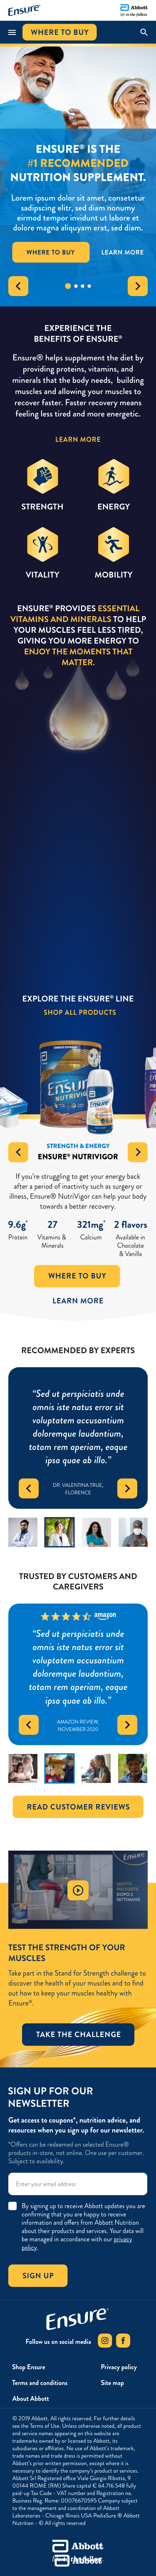 Ensure®
Abbott
life to the fullest
WHERE TO BUY
ENSURE® IS THE
#1 RECOMMENDED
NUTRITION SUPPLEMENT.
Lorem ipsum dolor sit amet, consetetur
sadipscing elitr, sed diam nonumy
eirmod tempor invidunt ut labore et
dolore magna aliquyam erat, sed diam.
WHERE TO BUY
LEARN MORE
EXPERIENCE THE
BENEFITS OF ENSURE®
Ensure® helps supplement the diet by
providing proteins, vitamins, and
minerals that the body needs, building
muscles and allowing your muscles to
recover faster. Faster recovery means
feeling less tired and more energetic.
LEARN MORE
STRENGTH
ENERGY
VITALITY
MOBILITY
ENSURE® PROVIDES ESSENTIAL
VITAMINS AND MINERALS TO HELP
YOUR MUSCLES FEEL LESS TIRED,
GIVING YOU MORE ENERGY TO
ENJOY THE MOMENTS THAT
MATTER.
EXPLORE THE ENSURE® LINE
SHOP ALL PRODUCTS
Ensure
NUTRIVIGOR
STRENGTH & ENERGY
ENSURE® NUTRIVIGOR
If you're struggling to get your energy back
after a period of inactivity such as surgery or
illness, Ensure® NutriVigor can help your body
towards a better recovery.
9.6g* 27 321mg* 2 flavors
Protein Vitamins & Minerals Calcium Available in Chocolate & Vanilla
WHERE TO BUY
LEARN MORE
RECOMMENDED BY EXPERTS
“Sed ut perspiciatis unde
omnis iste natus error sit
voluptatem accusantium
doloremque laudantium,
totam rem aperiam, eaque
ipsa quae ab illo.”
DR. VALENTINA TRUE,
FLORENCE
TRUSTED BY CUSTOMERS AND
CAREGIVERS
amazon
“Sed ut perspiciatis unde
omnis iste natus error sit
voluptatem accusantium
doloremque laudantium,
totam rem aperiam, eaque
ipsa quae ab illo.”
AMAZON REVIEW,
NOVEMBER 2020
READ CUSTOMER REVIEWS
Ensure
SENTITI
PIÙ FORTE
DOPO 2
SETTIMANE
TEST THE STRENGTH OF YOUR
MUSCLES
Take part in the Stand for Strength challenge to
discover of the health of your muscles and to find
out how to keep your muscles healthy with
Ensure®.
TAKE THE CHALLENGE
SIGN UP FOR OUR
NEWSLETTER
Get access to coupons*, nutrition advice, and
resources when you sign up for our newsletter.
*Offers can be redeemed on selected Ensure®
products in-store, not online. One use per customer.
Subject to availability.
Enter your email address
By signing up to receive Abbott updates you are
confirming that you are happy to receive
information and offers from Abbott Nutrition
about their products and services. Your data will
be managed in accordance with our privacy
policy.
SIGN UP
Ensure®
Follow us on social media
Shop Ensure
Privacy policy
Terms and conditions
Site map
About Abbott
© 2019 Abbott. All rights reserved. For further details
see the Terms of Use. Unless otherwise noted, all product
and service names appearing on this website are
trademarks owned by or licensed to Abbott, its
subsidiaries or affiliates. No use of Abbott's trademark,
trade names and trade dress is permitted without
Abbott's prior written permission, except where it is
necessary to identify the company's product or services.
Abbott Srl Registered office Viale Giorgio Ribotta, 9
00144 ROME (RM) Share capital € 54.716.548 fully
paid-up Tax Code - VAT number and Registration no.
Business Reg. Rome: 00076670595 Company subject
to the management and coordination of Abbott
Laboratories - Chicago Illinois USA PediaSure ® Abbott
Nutrition - © All rights reserved
Abbott
Abbott